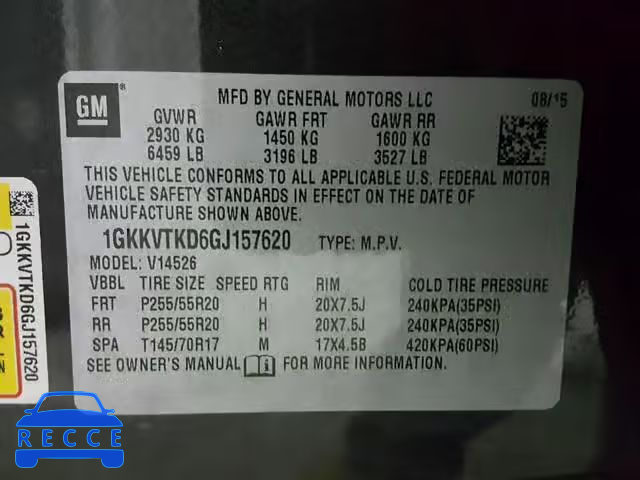 GM ®
MFD BY GENERAL MOTORS LLC 08/15
GVWR GAWR FRT GAWR RR
2930 KG 1450 KG 1600 KG
6459 LB 3196 LB 3527 LB
THIS VEHICLE CONFORMS TO ALL APPLICABLE U.S. FEDERAL MOTOR
VEHICLE SAFETY STANDARDS IN EFFECT ON THE DATE OF
MANUFACTURE SHOWN ABOVE.
1GKKVTKD6GJ157620 TYPE: M.P.V.
MODEL: V14526
VBBL TIRE SIZE SPEED RTG RIM COLD TIRE PRESSURE
FRT P255/55R20 H 20X7.5J 240KPA(35PSI)
RR P255/55R20 H 20X7.5J 240KPA(35PSI)
SPA T145/70R17 M 17X4.5B 420KPA(60PSI)
SEE OWNER'S MANUAL FOR MORE INFORMATION
1GKKVTKD6GJ157620
RECCE